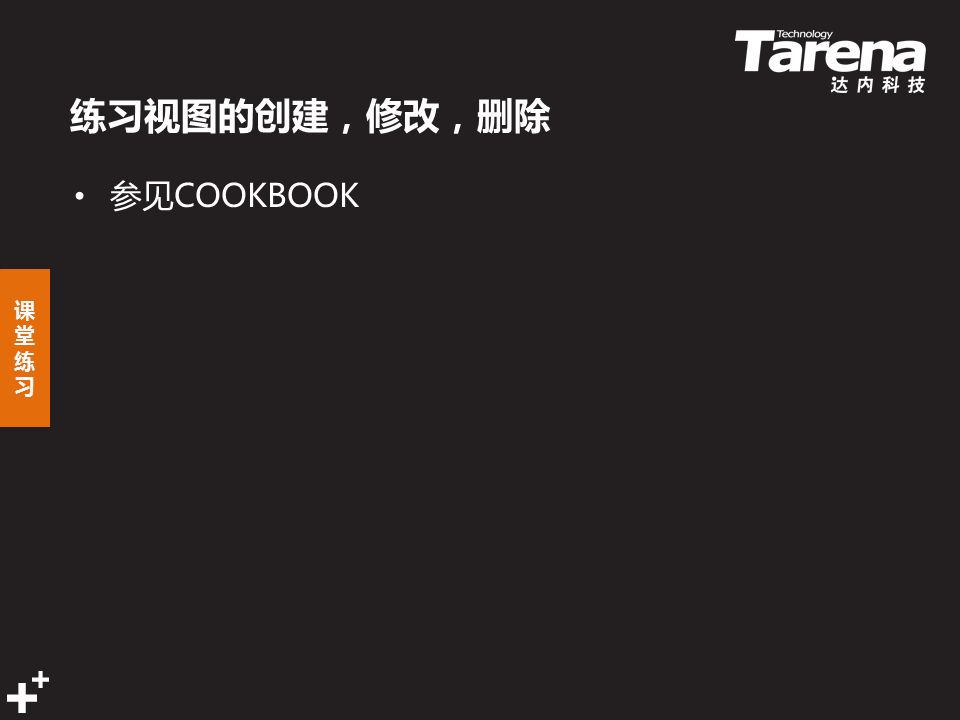 Technology
Tarena
达内科技
练习视图的创建，修改，删除
• 参见COOKBOOK
课
堂
练
习